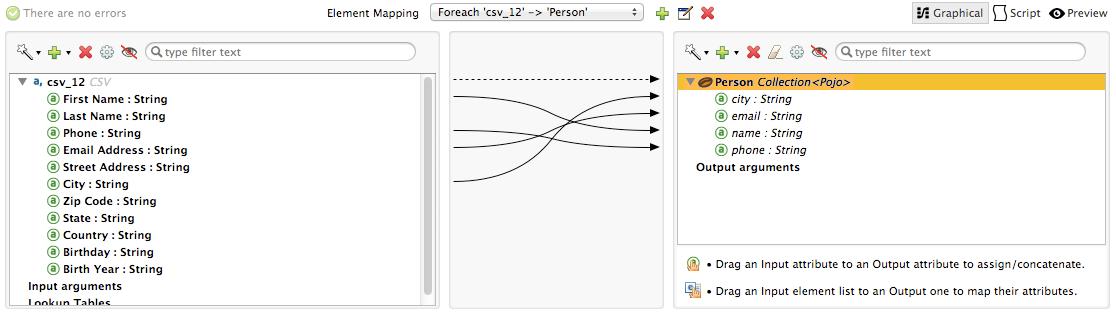 There are no errors
Element Mapping Foreach 'csv_12' -> 'Person' Graphical Script Preview
type filter text
a, csv_12 CSV
a First Name : String
a Last Name : String
a Phone : String
a Email Address : String
a Street Address : String
a City : String
a Zip Code : String
a State : String
a Country : String
a Birthday : String
a Birth Year : String
Input arguments
Lookup Tables
type filter text
Person Collection<Pojo>
a city : String
a email : String
a name : String
a phone : String
Output arguments
• Drag an Input attribute to an Output attribute to assign/concatenate.
• Drag an Input element list to an Output one to map their attributes.